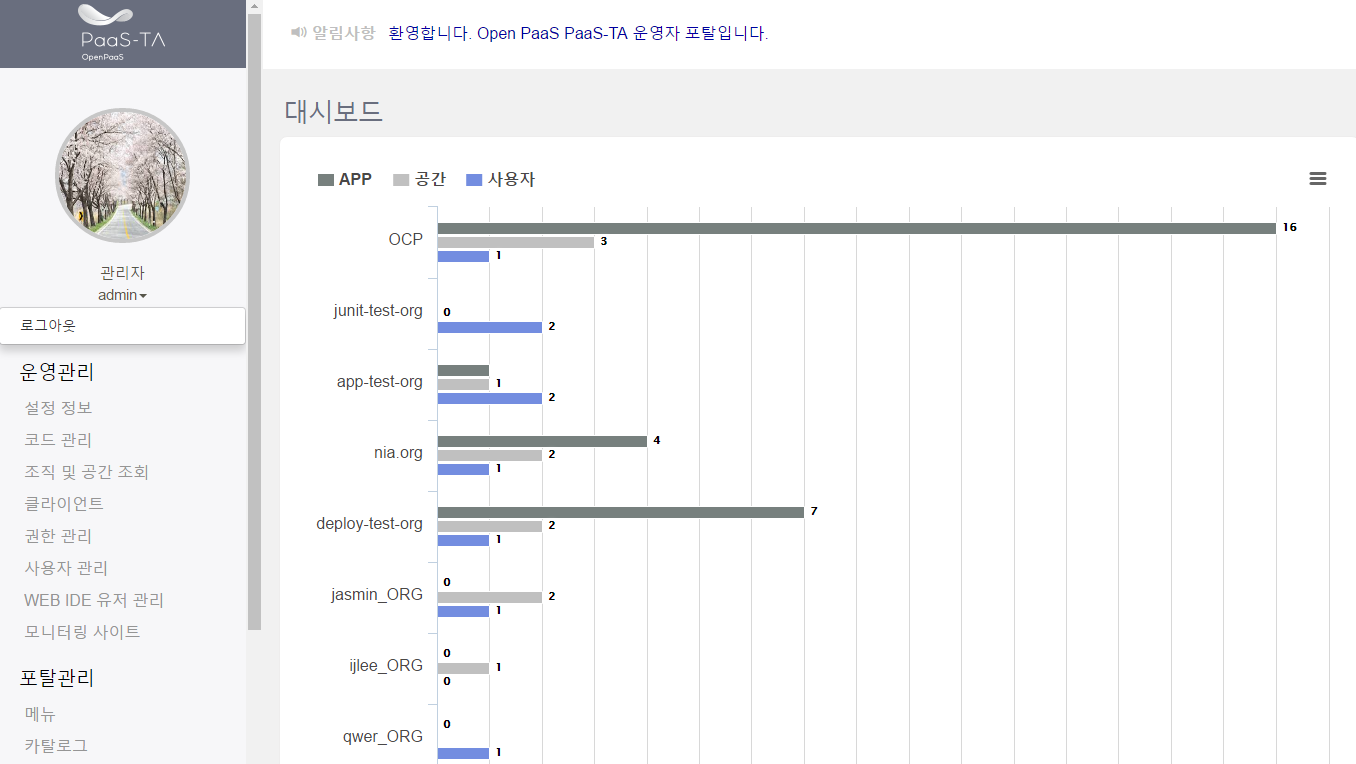 PaaS-TA
OpenPaaS
관리자
admin
로그아웃
운영관리
설정 정보
코드 관리
조직 및 공간 조회
클라이언트
권한 관리
사용자 관리
WEB IDE 유저 관리
모니터링 사이트
포탈관리
메뉴
카탈로그
알림사항 환영합니다. Open PaaS PaaS-TA 운영자 포탈입니다.
대시보드
APP 공간 사용자
OCP 16
3
1
junit-test-org 0
2
app-test-org 1
2
nia.org 4
2
1
deploy-test-org 7
2
1
jasmin_ORG 0
2
1
ijlee_ORG 0
1
0
qwer_ORG 0
1